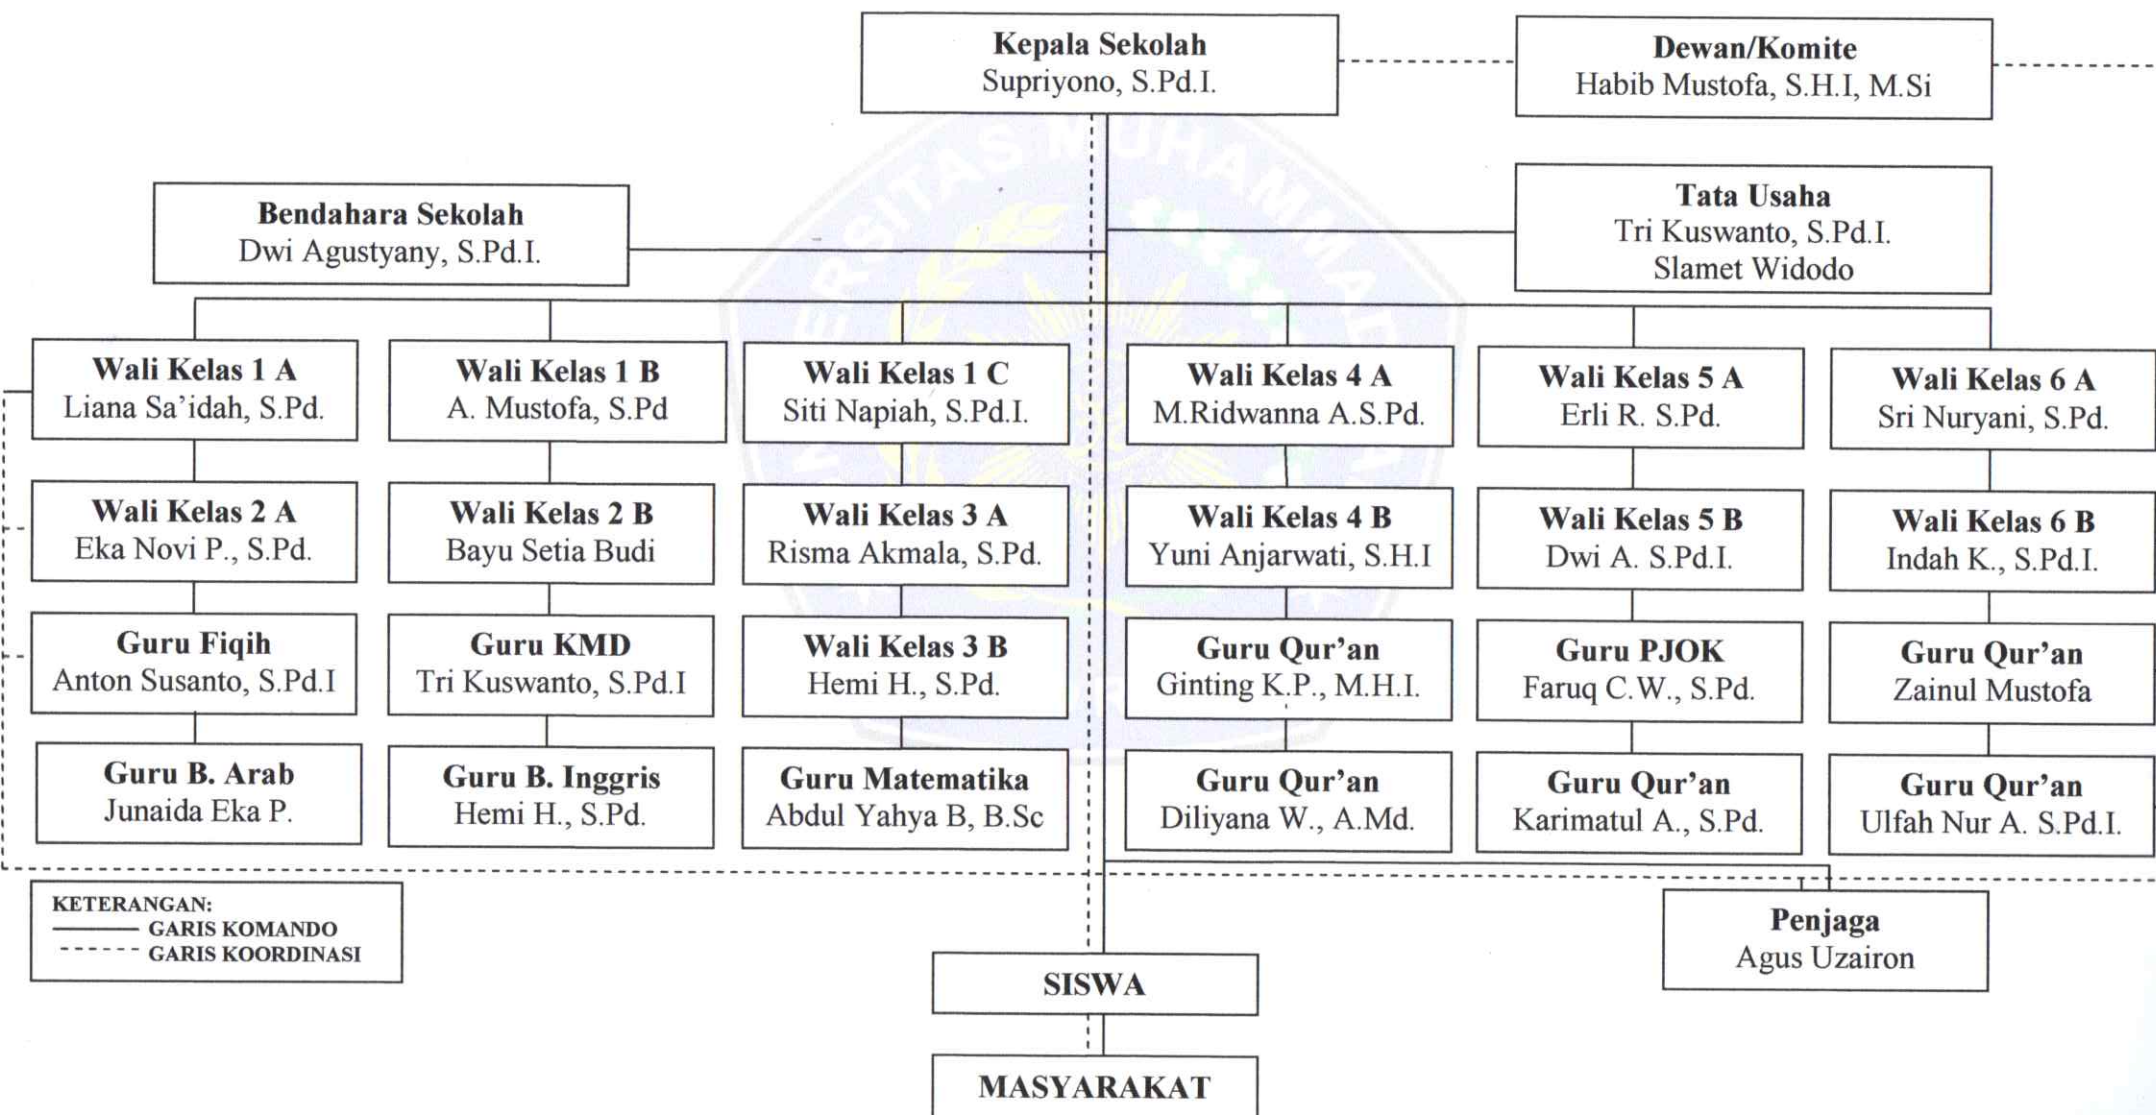 Kepala Sekolah
Supriyono, S.Pd.I.
Dewan/Komite
Habib Mustofa, S.H.I, M.Si
Bendahara Sekolah
Dwi Agustyany, S.Pd.I.
Tata Usaha
Tri Kuswanto, S.Pd.I.
Slamet Widodo
Wali Kelas 1 A
Liana Sa’idah, S.Pd.
Wali Kelas 1 B
A. Mustofa, S.Pd
Wali Kelas 1 C
Siti Napiah, S.Pd.I.
Wali Kelas 4 A
M.Ridwanna A.S.Pd.
Wali Kelas 5 A
Erli R. S.Pd.
Wali Kelas 6 A
Sri Nuryani, S.Pd.
Wali Kelas 2 A
Eka Novi P., S.Pd.
Wali Kelas 2 B
Bayu Setia Budi
Wali Kelas 3 A
Risma Akmala, S.Pd.
Wali Kelas 4 B
Yuni Anjarwati, S.H.I
Wali Kelas 5 B
Dwi A. S.Pd.I.
Wali Kelas 6 B
Indah K., S.Pd.I.
Guru Fiqih
Anton Susanto, S.Pd.I
Guru KMD
Tri Kuswanto, S.Pd.I
Wali Kelas 3 B
Hemi H., S.Pd.
Guru Qur’an
Ginting K.P., M.H.I.
Guru PJOK
Faruq C.W., S.Pd.
Guru Qur’an
Zainul Mustofa
Guru B. Arab
Junaida Eka P.
Guru B. Inggris
Hemi H., S.Pd.
Guru Matematika
Abdul Yahya B, B.Sc
Guru Qur’an
Diliyana W., A.Md.
Guru Qur’an
Karimatul A., S.Pd.
Guru Qur’an
Ulfah Nur A. S.Pd.I.
KETERANGAN:
GARIS KOMANDO
GARIS KOORDINASI
Penjaga
Agus Uzairon
SISWA
MASYARAKAT